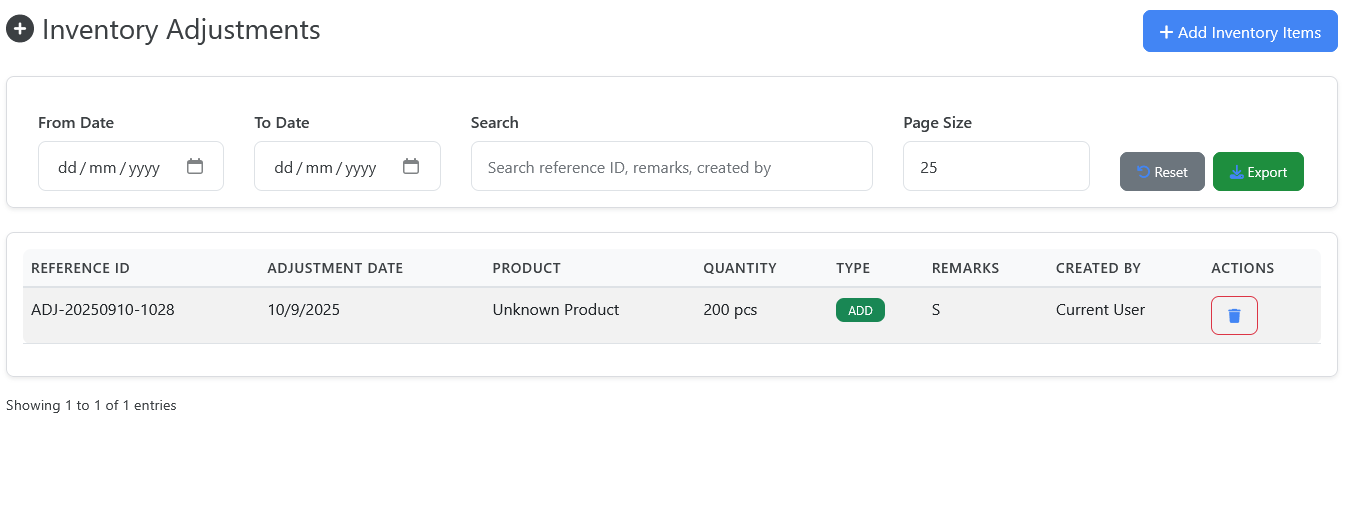 Inventory Adjustments
Add Inventory Items
From Date To Date Search Page Size
dd/mm/yyyy dd/mm/yyyy Search reference ID, remarks, created by 25 Reset Export
REFERENCE ID ADJUSTMENT DATE PRODUCT QUANTITY TYPE REMARKS CREATED BY ACTIONS
ADJ-20250910-1028 10/9/2025 Unknown Product 200 pcs ADD S Current User
Showing 1 to 1 of 1 entries